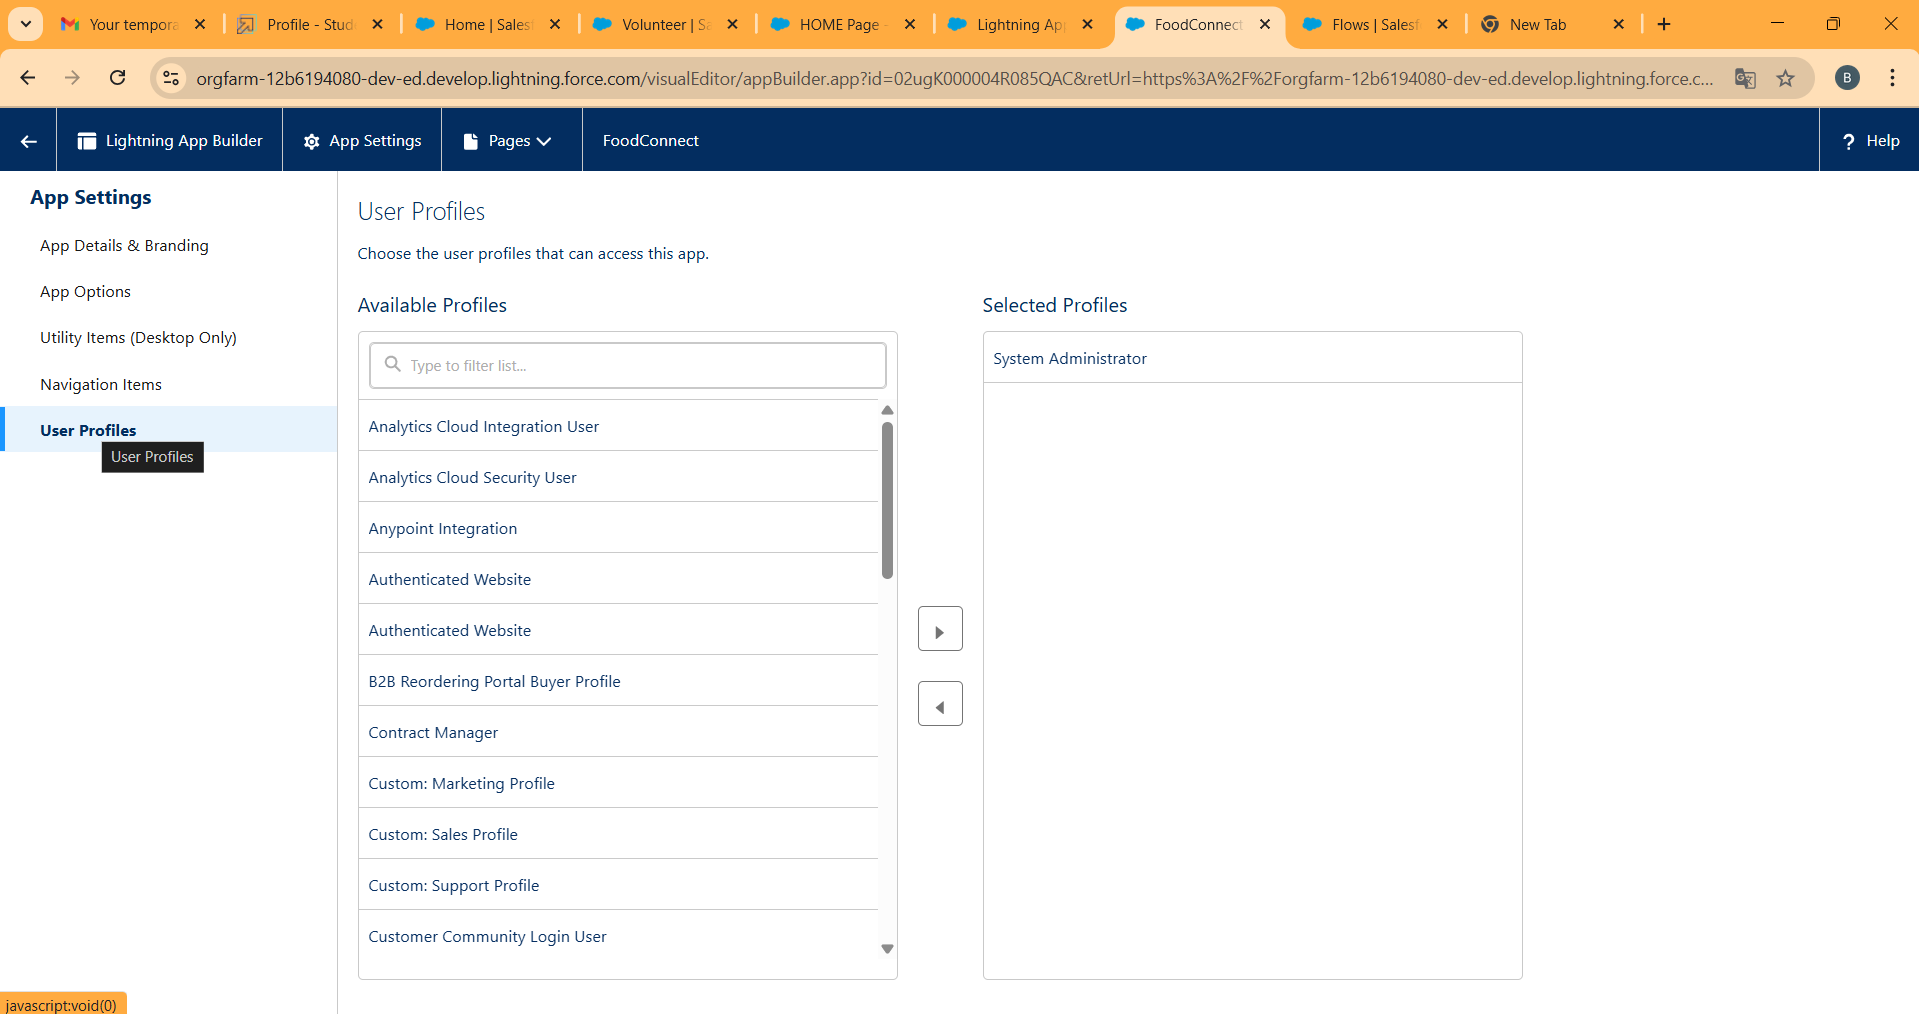 Your tempora
Profile - Stude
Home | Salesf
Volunteer | Sa
HOME Page -
Lightning App
FoodConnect
Flows | Salesf
New Tab
orgfarm-12b6194080-dev-ed.develop.lightning.force.com/visualEditor/appBuilder.app?id=02ugK000004R085QAC&retUrl=https%3A%2F%2Forgfarm-12b6194080-dev-ed.develop.lightning.force.c...
B
Lightning App Builder
App Settings
Pages
FoodConnect
? Help
App Settings
App Details & Branding
App Options
Utility Items (Desktop Only)
Navigation Items
User Profiles
User Profiles
User Profiles
Choose the user profiles that can access this app.
Available Profiles
Type to filter list...
Analytics Cloud Integration User
Analytics Cloud Security User
Anypoint Integration
Authenticated Website
Authenticated Website
B2B Reordering Portal Buyer Profile
Contract Manager
Custom: Marketing Profile
Custom: Sales Profile
Custom: Support Profile
Customer Community Login User
Selected Profiles
System Administrator
javascript:void(0)